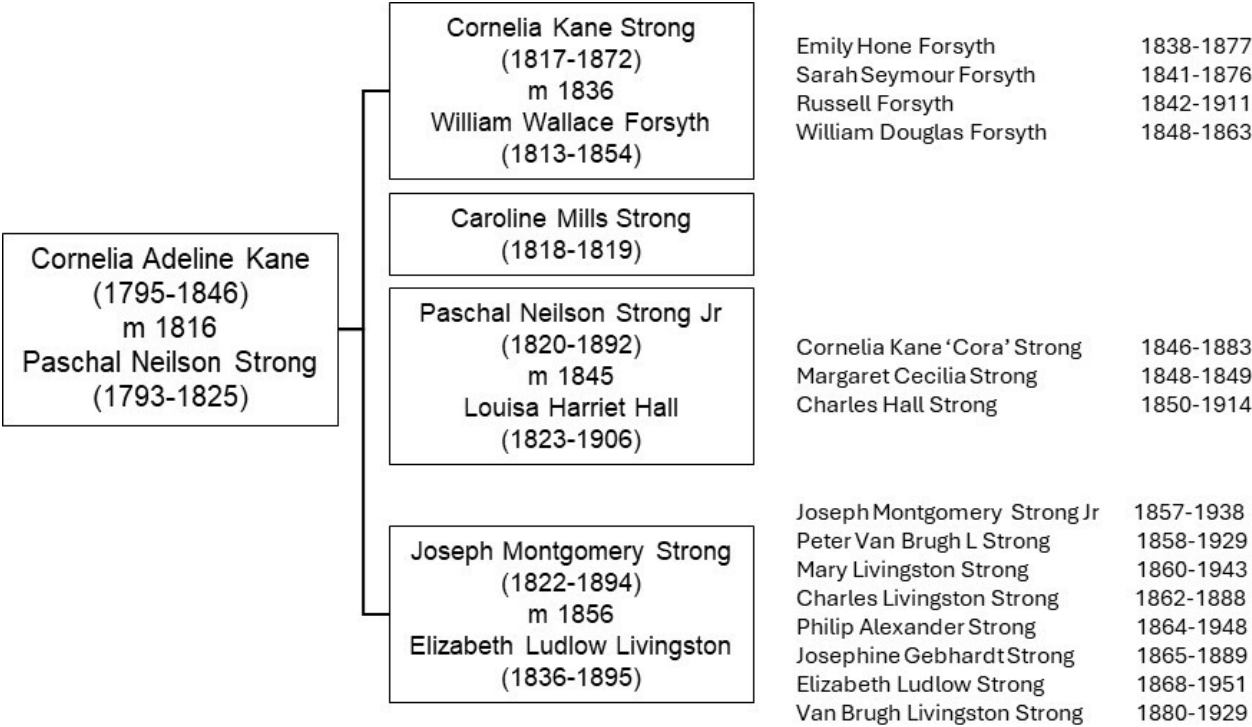 Cornelia Adeline Kane
(1795-1846)
m 1816
Paschal Neilson Strong
(1793-1825)
Cornelia Kane Strong
(1817-1872)
m 1836
William Wallace Forsyth
(1813-1854)
Emily Hone Forsyth 1838-1877
Sarah Seymour Forsyth 1841-1876
Russell Forsyth 1842-1911
William Douglas Forsyth 1848-1863
Caroline Mills Strong
(1818-1819)
Paschal Neilson Strong Jr
(1820-1892)
m 1845
Louisa Harriet Hall
(1823-1906)
Cornelia Kane ‘Cora’ Strong 1846-1883
Margaret Cecilia Strong 1848-1849
Charles Hall Strong 1850-1914
Joseph Montgomery Strong
(1822-1894)
m 1856
Elizabeth Ludlow Livingston
(1836-1895)
Joseph Montgomery Strong Jr 1857-1938
Peter Van Brugh L Strong 1858-1929
Mary Livingston Strong 1860-1943
Charles Livingston Strong 1862-1888
Philip Alexander Strong 1864-1948
Josephine Gebhardt Strong 1865-1889
Elizabeth Ludlow Strong 1868-1951
Van Brugh Livingston Strong 1880-1929